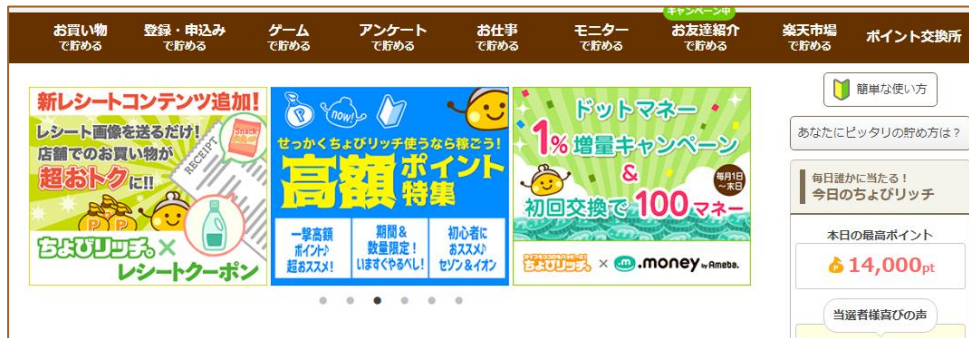 キャンペーン中
お買い物
で貯める
登録・申込み
で貯める
ゲーム
で貯める
アンケート
で貯める
お仕事
で貯める
モニター
で貯める
お友達紹介
で貯める
楽天市場
で貯める
ポイント交換所
新レシートコンテンツ追加!
レシート画像
を送るだけ!
店舗でのお買い物が
超おトクに!!
Snack
RECEIPT
ちょびリッチ。×
レシートクーポン
now!
せっかくちょびリッチ使うなら稼ごう!
高額ポイント特集
一撃高額
ポイント♪
超おススメ!
期間&
数量限定!
いますぐやるべし!
初心者に
おススメ♪
セゾン&イオン
ドットマネー
1%増量キャンペーン
&
毎月1日
~末日
初回交換で100マネー
ちょびリッチ。×.money by Ameba.
簡単な使い方
あなたにピッタリの貯め方は?
毎日誰かに当たる!
今日のちょびリッチ
本日の最高ポイント
14,000pt
当選者様喜びの声